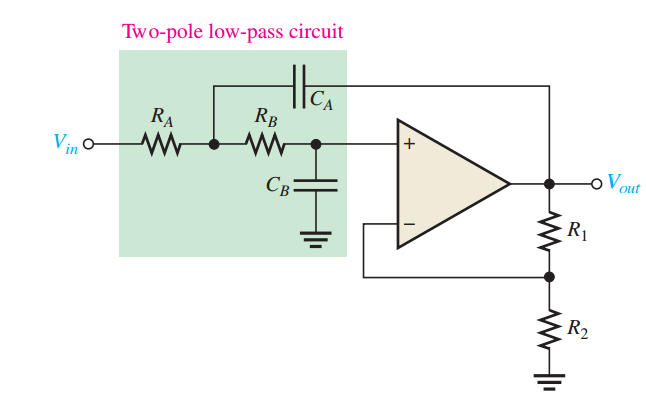 Two-pole low-pass circuit
C_A
R_A
R_B
V_in
+
V_out
C_B
−
R_1
R_2